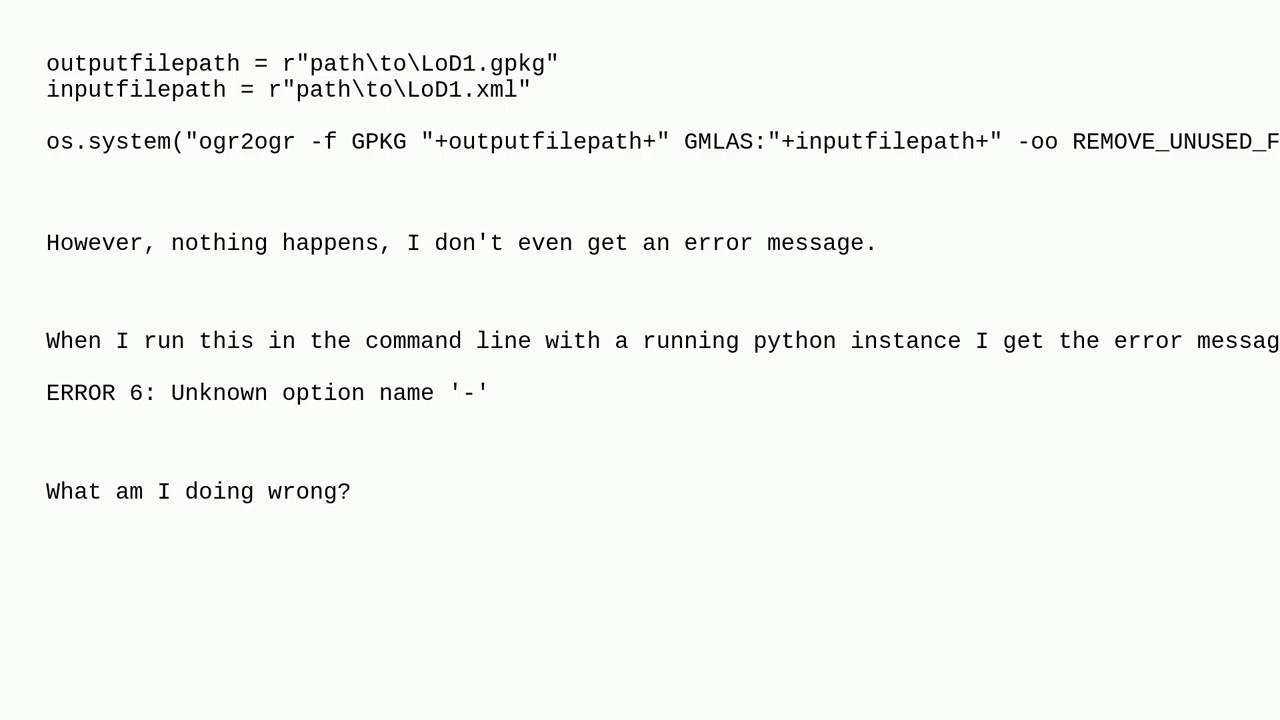 outputfilepath = r"path\to\LoD1.gpkg"
inputfilepath = r"path\to\LoD1.xml"
os.system("ogr2ogr -f GPKG "+outputfilepath+" GMLAS:"+inputfilepath+" -oo REMOVE_UNUSED_F
However, nothing happens, I don't even get an error message.
When I run this in the command line with a running python instance I get the error messag
ERROR 6: Unknown option name '-'
What am I doing wrong?